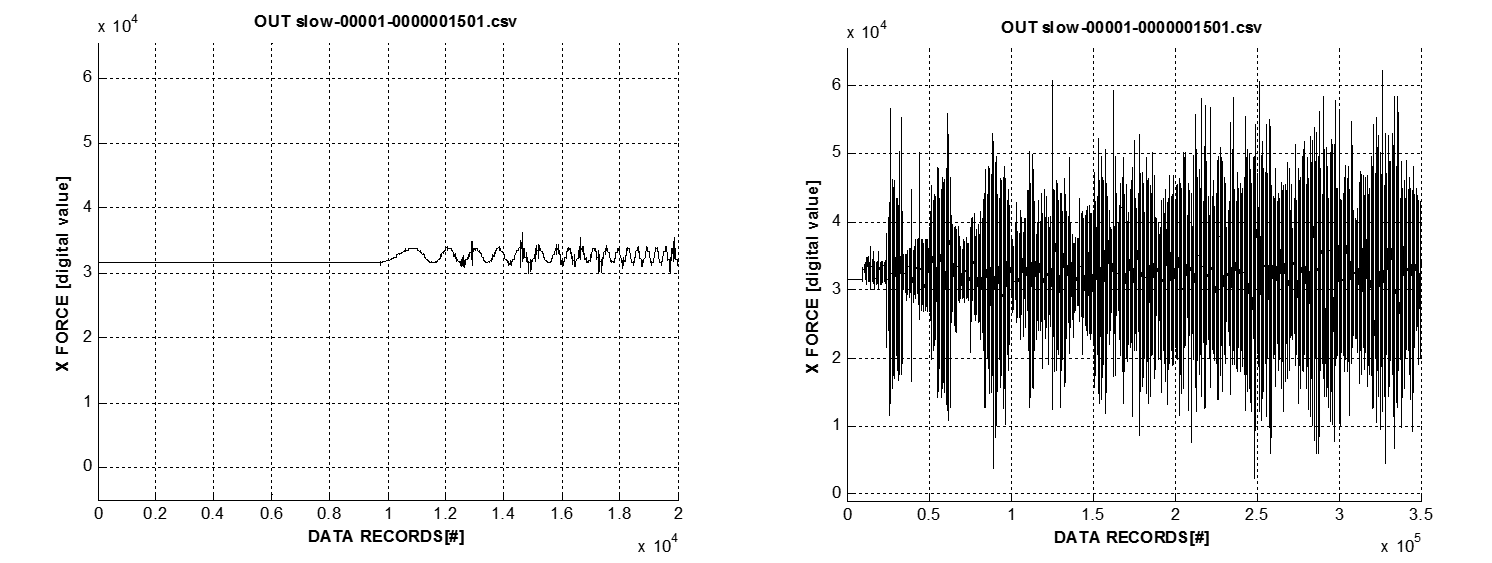 x 10^4
OUT slow-00001-0000001501.csv
6
5
4
3
2
1
0
X FORCE [digital value]
0 0.2 0.4 0.6 0.8 1 1.2 1.4 1.6 1.8 2
DATA RECORDS[#]
x 10^4
x 10^4
OUT slow-00001-0000001501.csv
6
5
4
3
2
1
0
X FORCE [digital value]
0 0.5 1 1.5 2 2.5 3 3.5
DATA RECORDS[#]
x 10^5